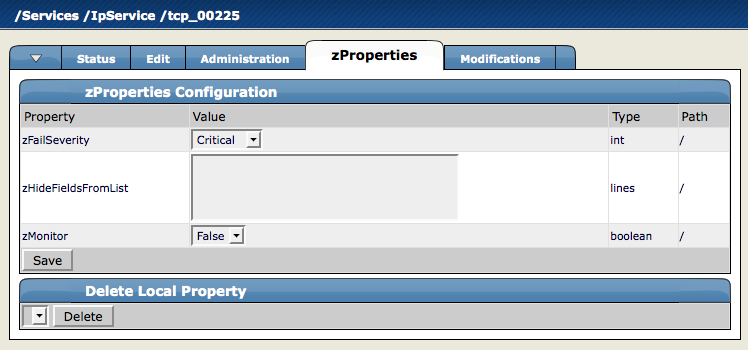 /Services /IpService /tcp_00225
Status Edit Administration zProperties Modifications
zProperties Configuration
Property Value Type Path
zFailSeverity Critical int /
zHideFieldsFromList lines /
zMonitor False boolean /
Save
Delete Local Property
Delete